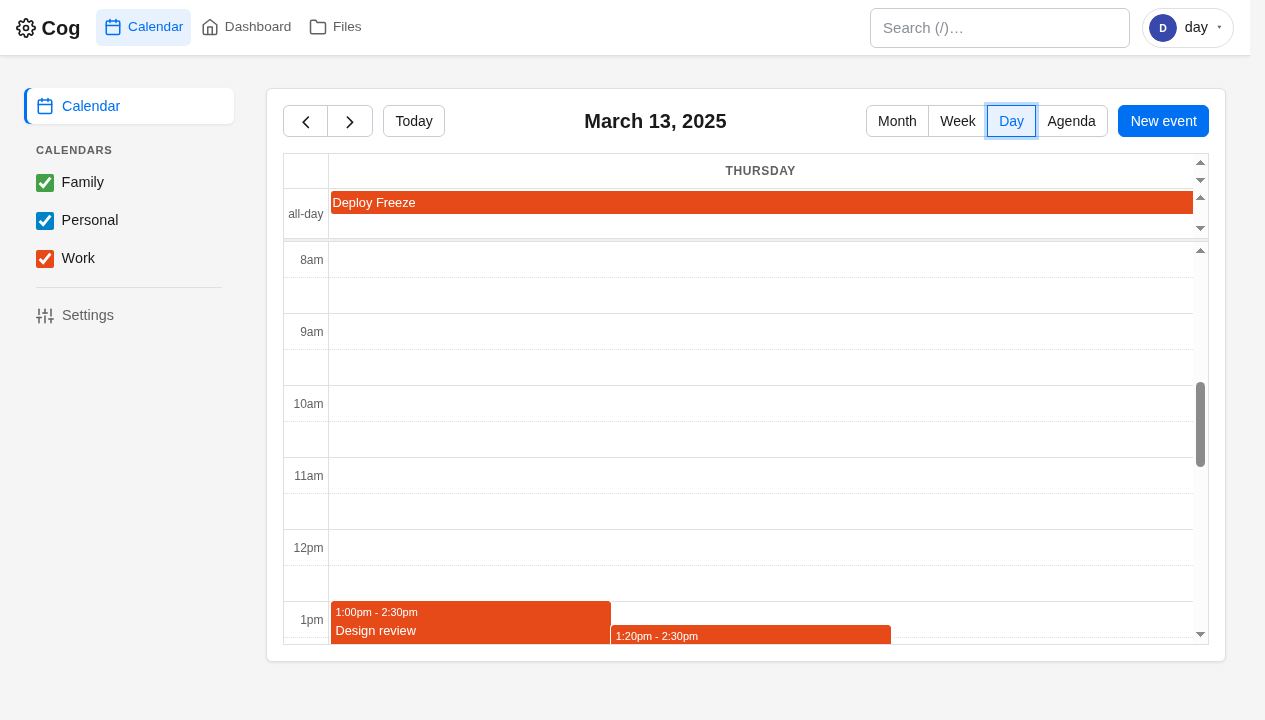 Cog
Calendar
Dashboard
Files
Search (/)…
D
day
Calendar
CALENDARS
Family
Personal
Work
Settings
Today
March 13, 2025
Month
Week
Day
Agenda
New event
THURSDAY
all-day
Deploy Freeze
8am
9am
10am
11am
12pm
1pm
1:00pm - 2:30pm
Design review
1:20pm - 2:30pm